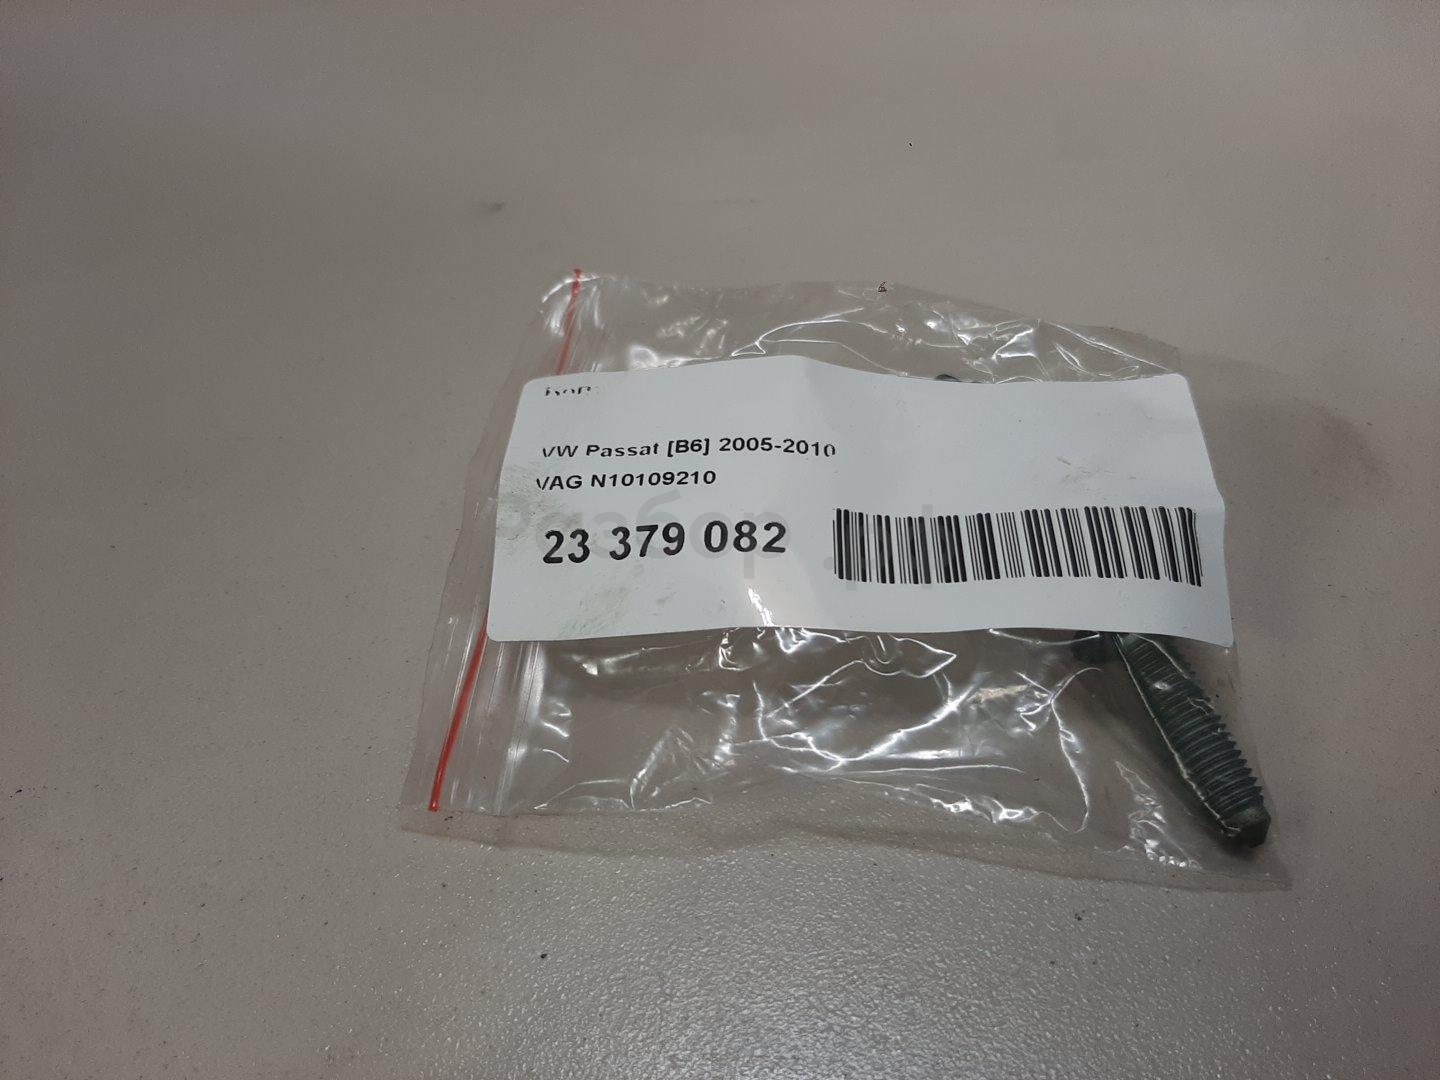 VW Passat [B6] 2005-2010
VAG N10109210
23 379 082